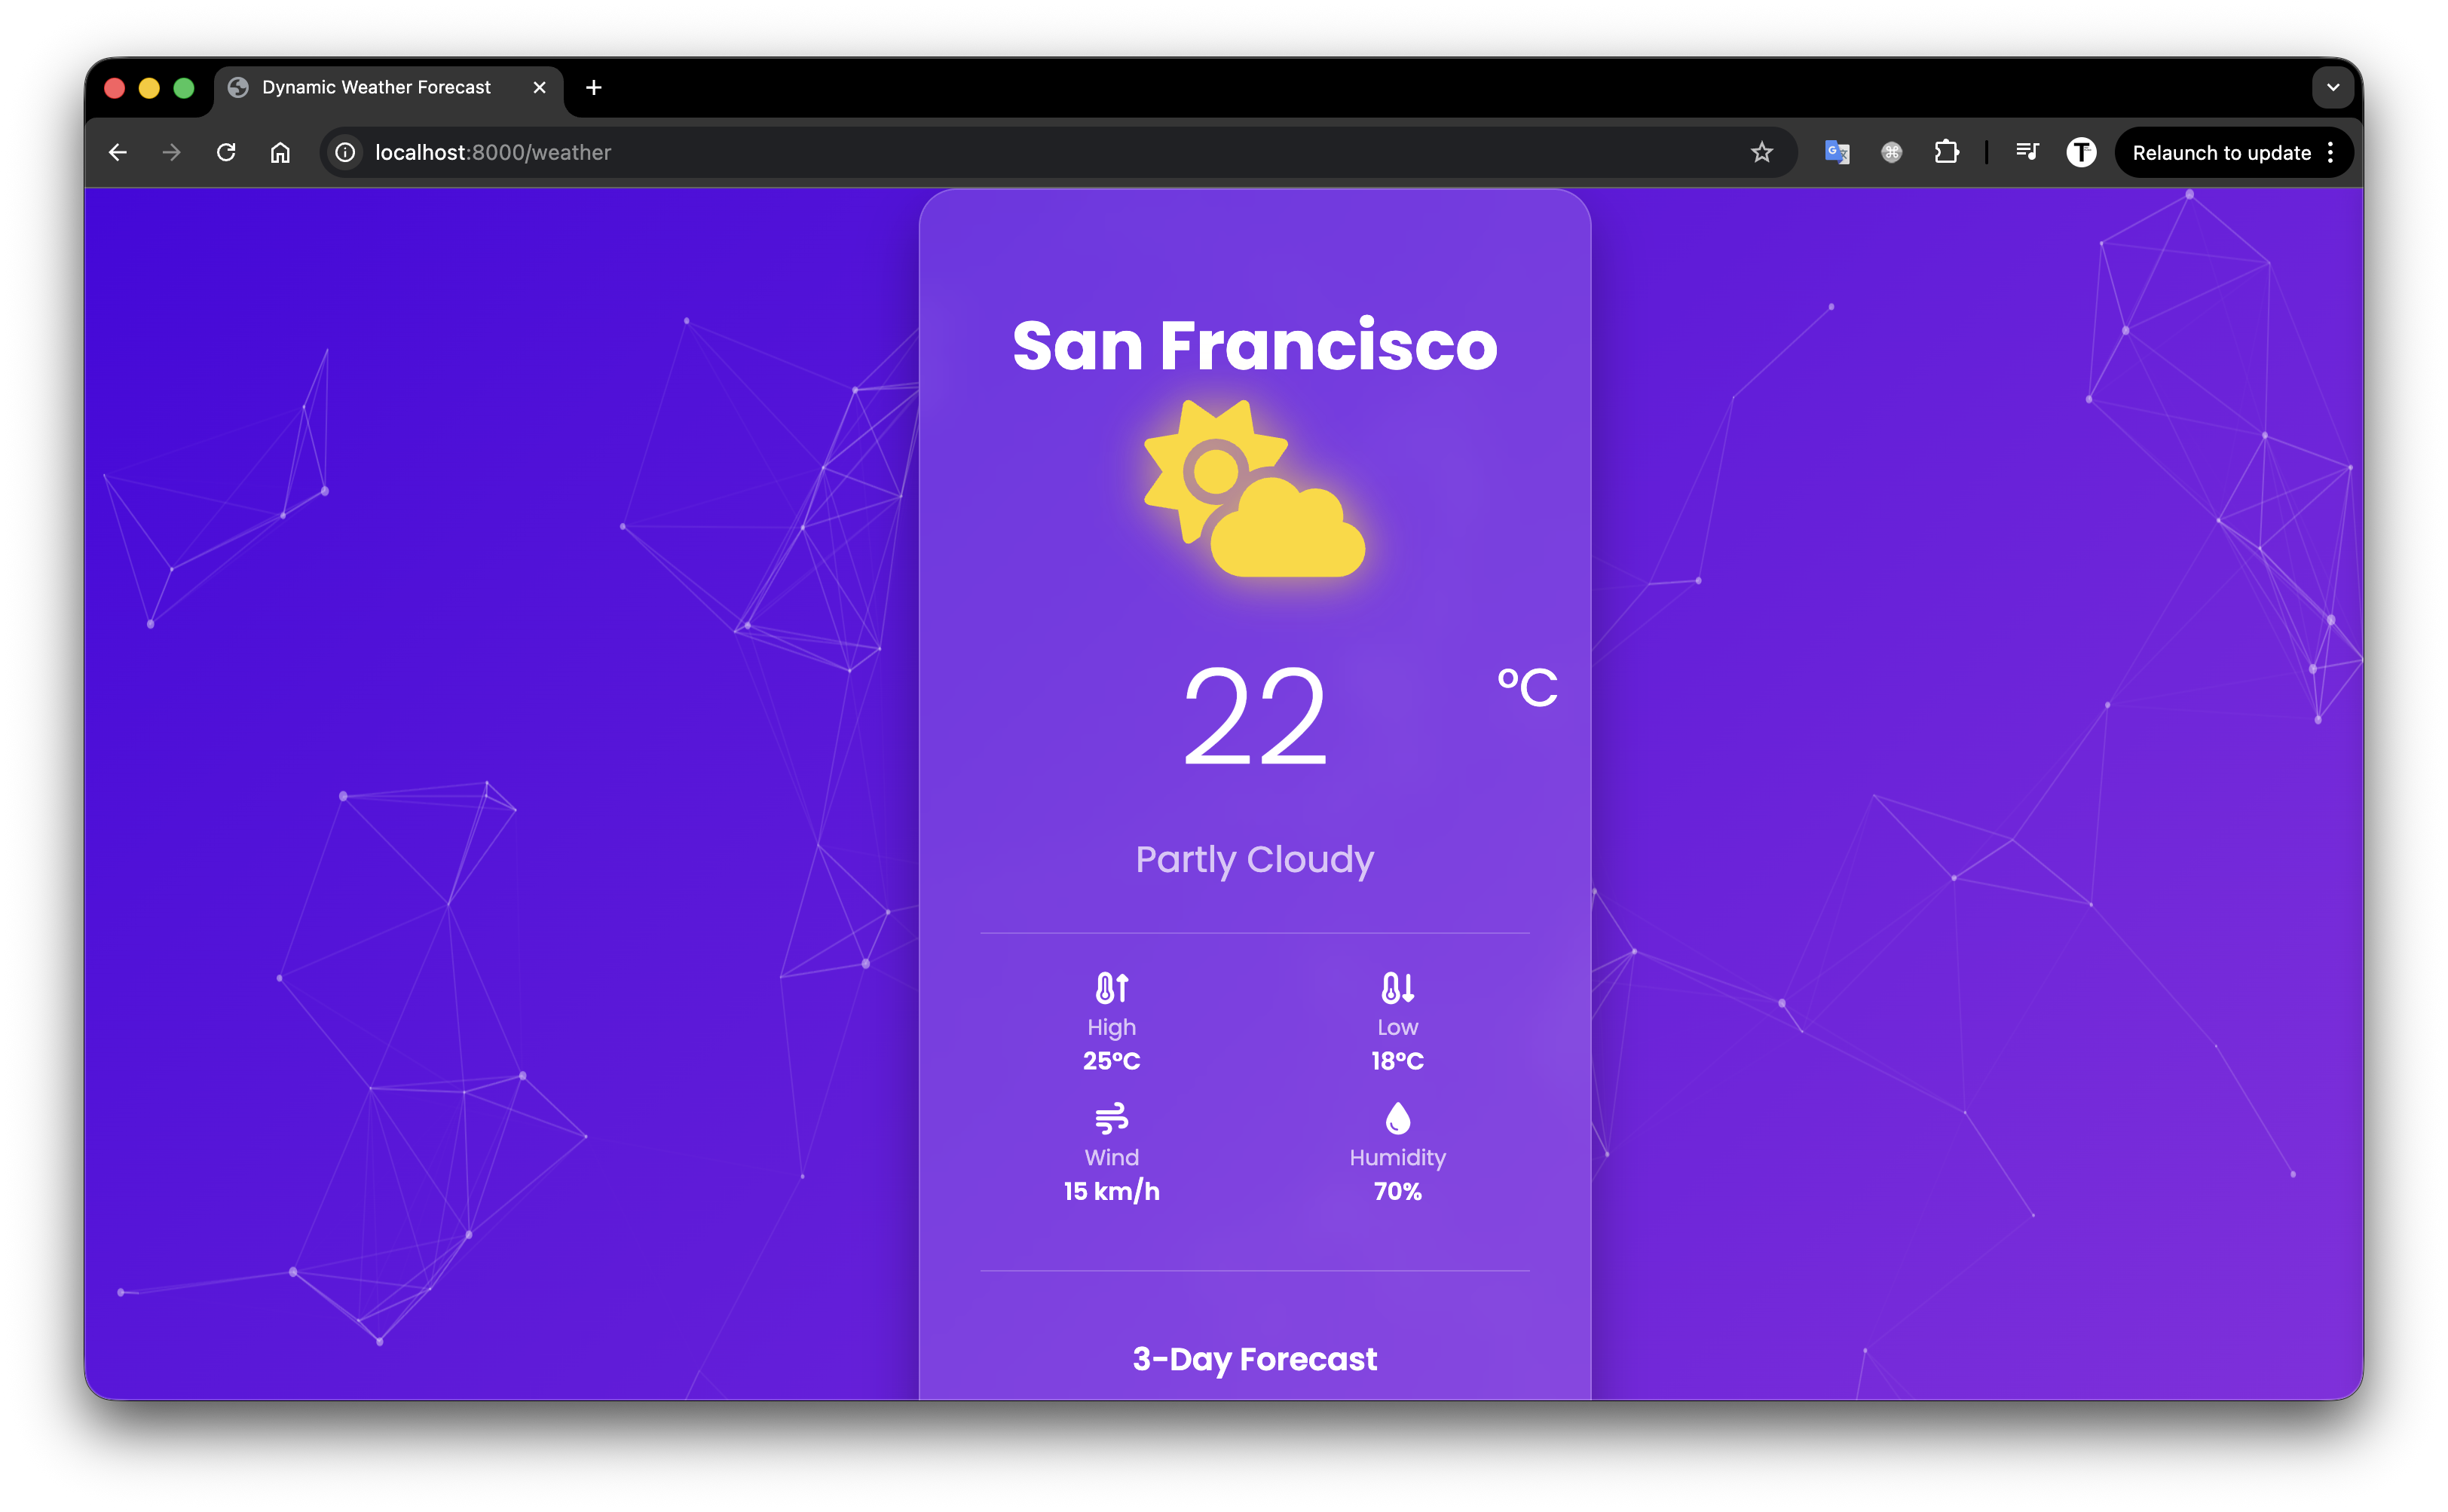 Dynamic Weather Forecast
localhost:8000/weather
Relaunch to update
San Francisco
22 °C
Partly Cloudy
High
25°C
Low
18°C
Wind
15 km/h
Humidity
70%
3-Day Forecast